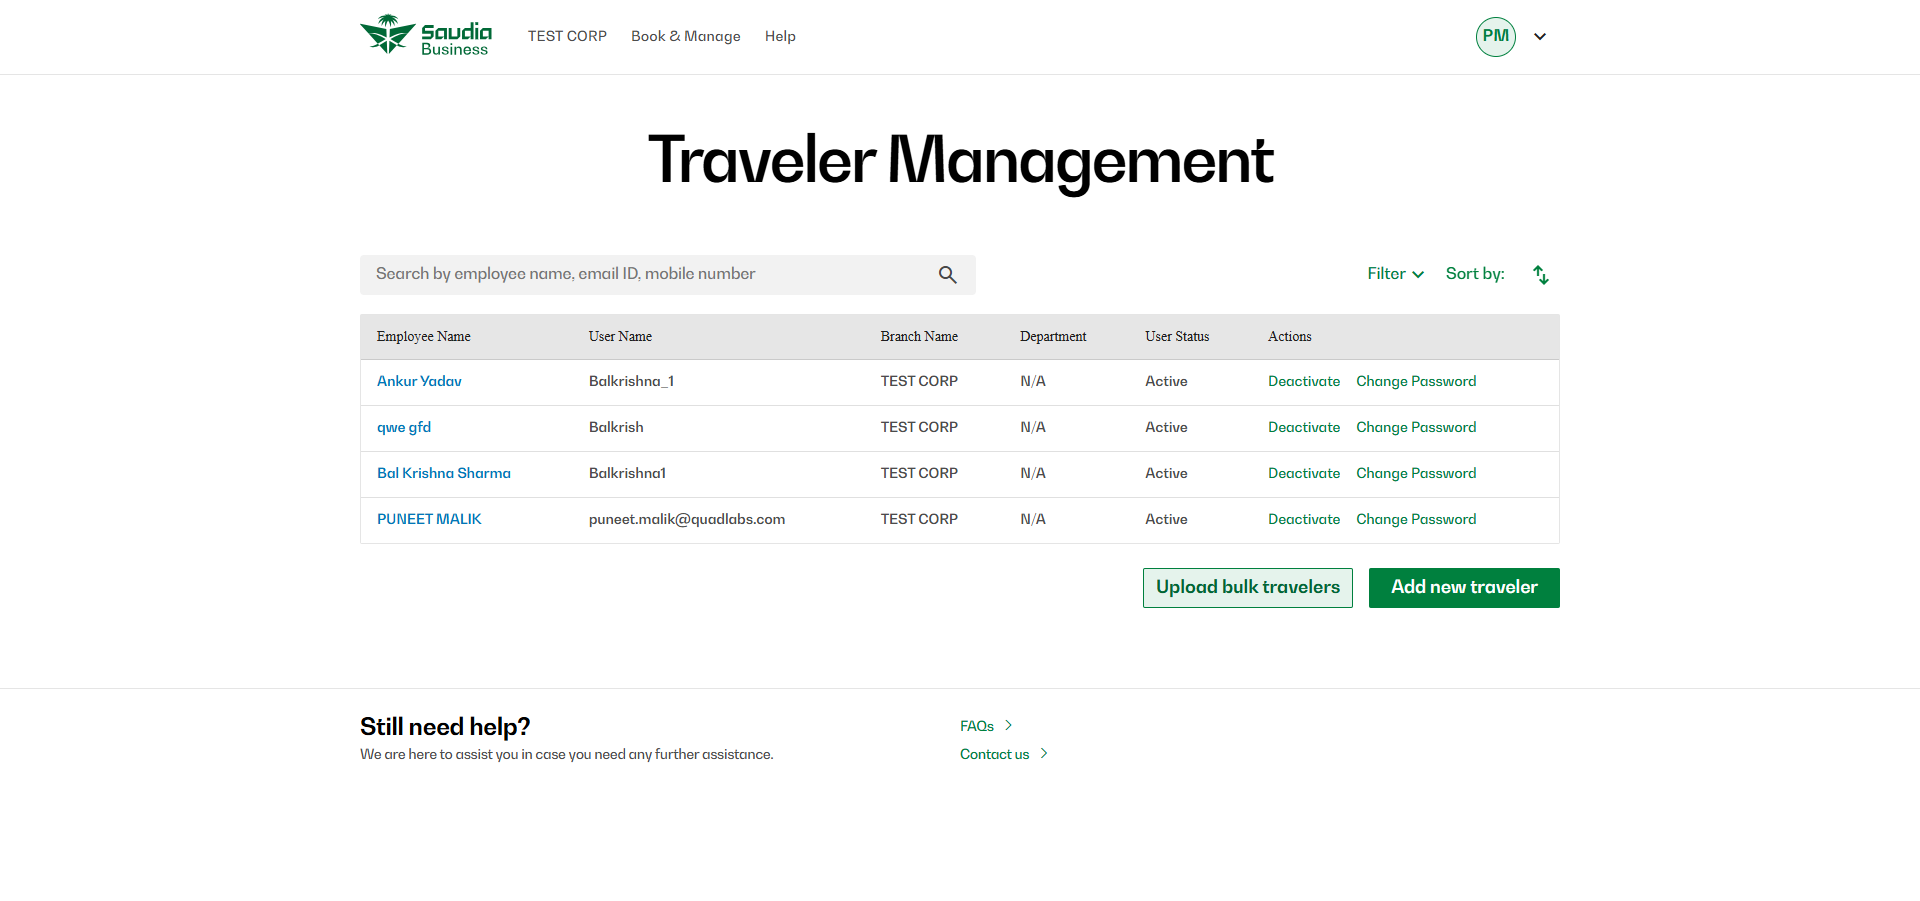 Saudia
Business
TEST CORP Book & Manage Help
PM
Traveler Management
Search by employee name, email ID, mobile number
Filter Sort by:
Employee Name User Name Branch Name Department User Status Actions
Ankur Yadav Balkrishna_1 TEST CORP N/A Active Deactivate Change Password
qwe gfd Balkrish TEST CORP N/A Active Deactivate Change Password
Bal Krishna Sharma Balkrishna1 TEST CORP N/A Active Deactivate Change Password
PUNEET MALIK puneet.malik@quadlabs.com TEST CORP N/A Active Deactivate Change Password
Upload bulk travelers Add new traveler
Still need help?
We are here to assist you in case you need any further assistance.
FAQs
Contact us